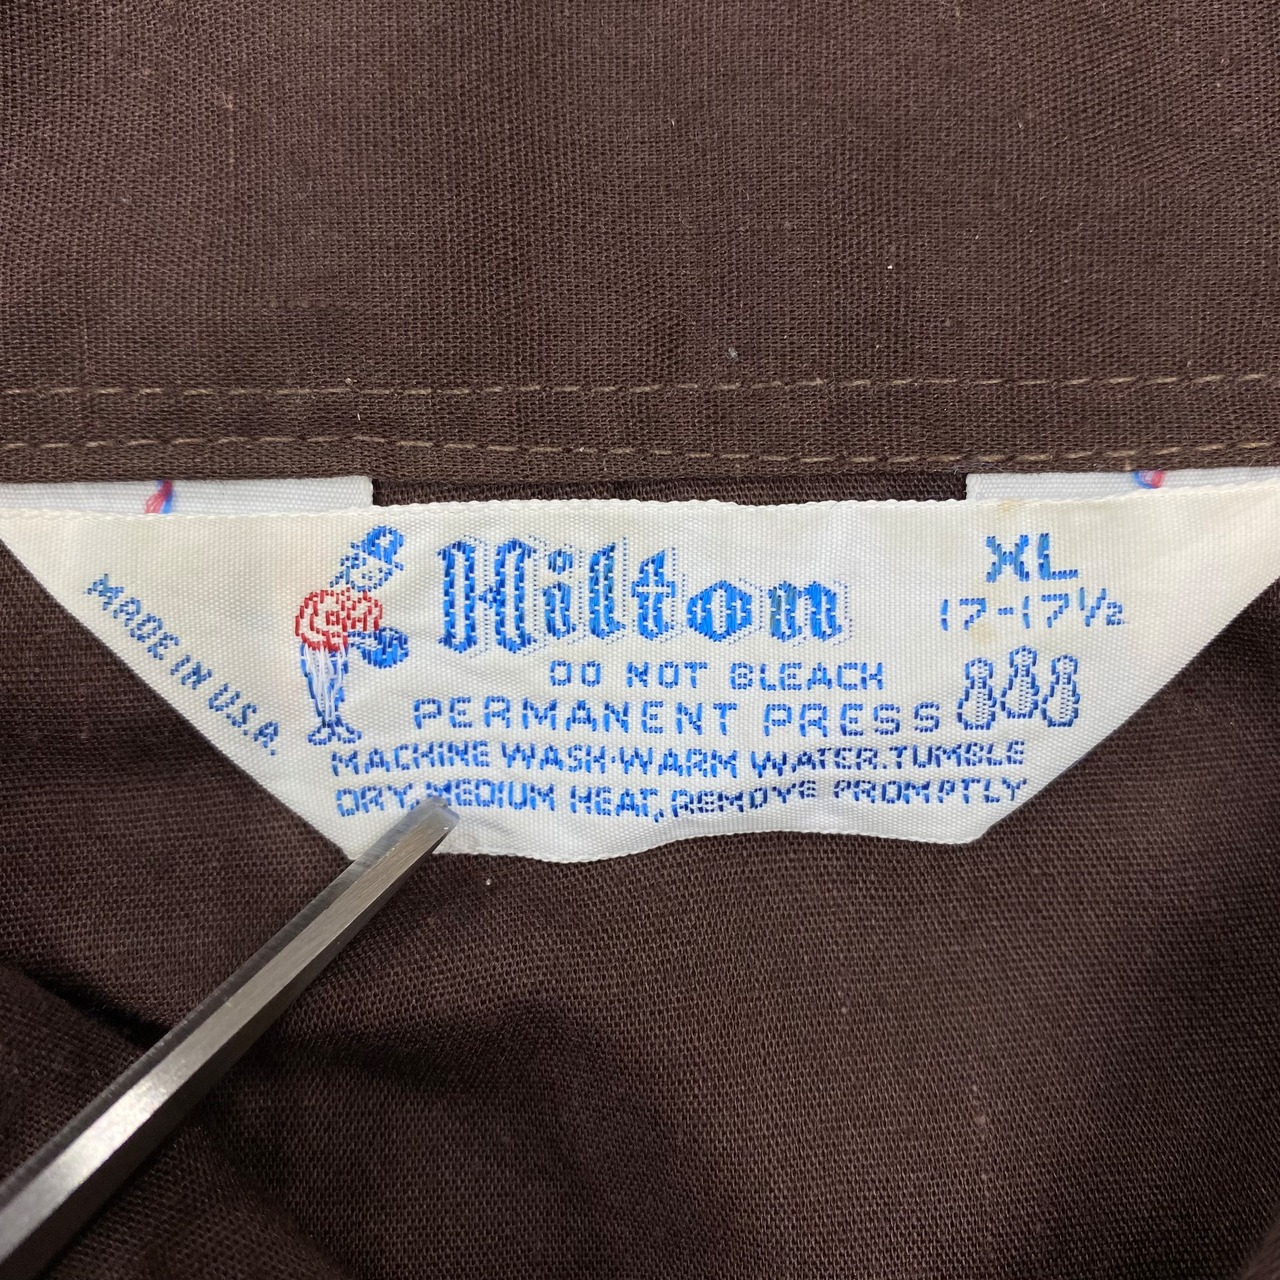 MADE IN U.S.A.
Hilton
XL
17-17½
DO NOT BLEACH
PERMANENT PRESS
MACHINE WASH·WARM WATER.TUMBLE
DRY,MEDIUM HEAT,REMOVE PROMPTLY